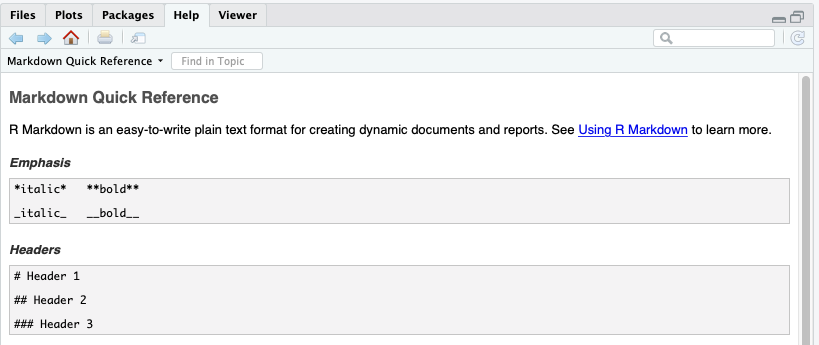 Files Plots Packages Help Viewer
Markdown Quick Reference Find in Topic
Markdown Quick Reference
R Markdown is an easy-to-write plain text format for creating dynamic documents and reports. See Using R Markdown to learn more.
Emphasis
*italic* **bold**
_italic_ __bold__
Headers
# Header 1
## Header 2
### Header 3